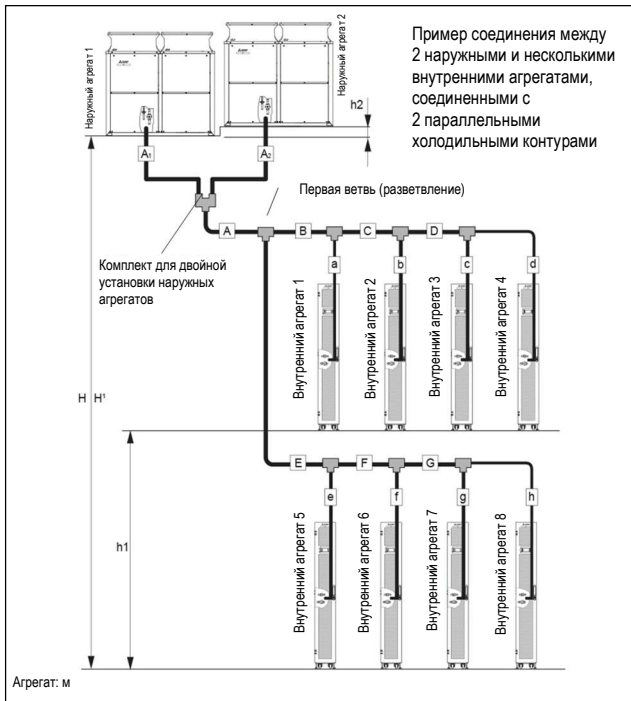 Наружный агрегат 1
Наружный агрегат 2
Пример соединения между
2 наружными и несколькими
внутренними агрегатами,
соединенными с
2 параллельными
холодильными контурами
h2
A₁
A₂
Первая ветвь (разветвление)
A
B
C
D
Комплект для двойной
установки наружных
агрегатов
a
b
c
d
Внутренний агрегат 1
Внутренний агрегат 2
Внутренний агрегат 3
Внутренний агрегат 4
H
H¹
E
F
G
h1
e
f
g
h
Внутренний агрегат 5
Внутренний агрегат 6
Внутренний агрегат 7
Внутренний агрегат 8
Агрегат: м